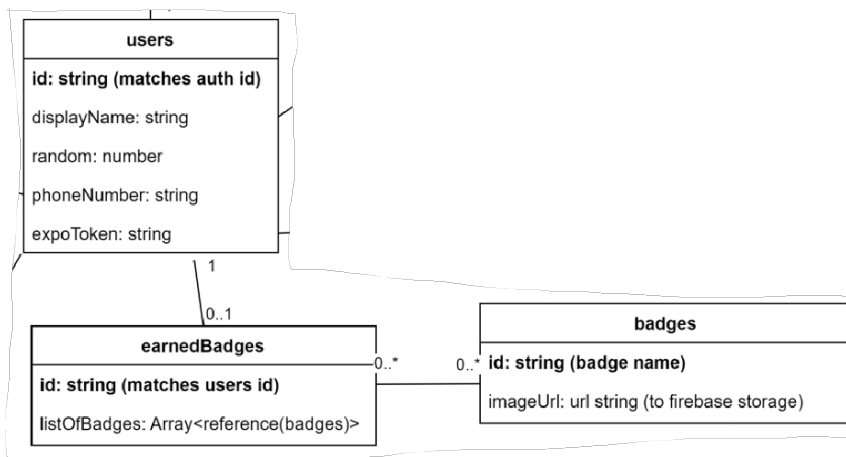 users
id: string (matches auth id)
displayName: string
random: number
phoneNumber: string
expoToken: string
1
0..1
earnedBadges
id: string (matches users id)
listOfBadges: Array<reference(badges)>
0..*
0..*
badges
id: string (badge name)
imageUrl: url string (to firebase storage)